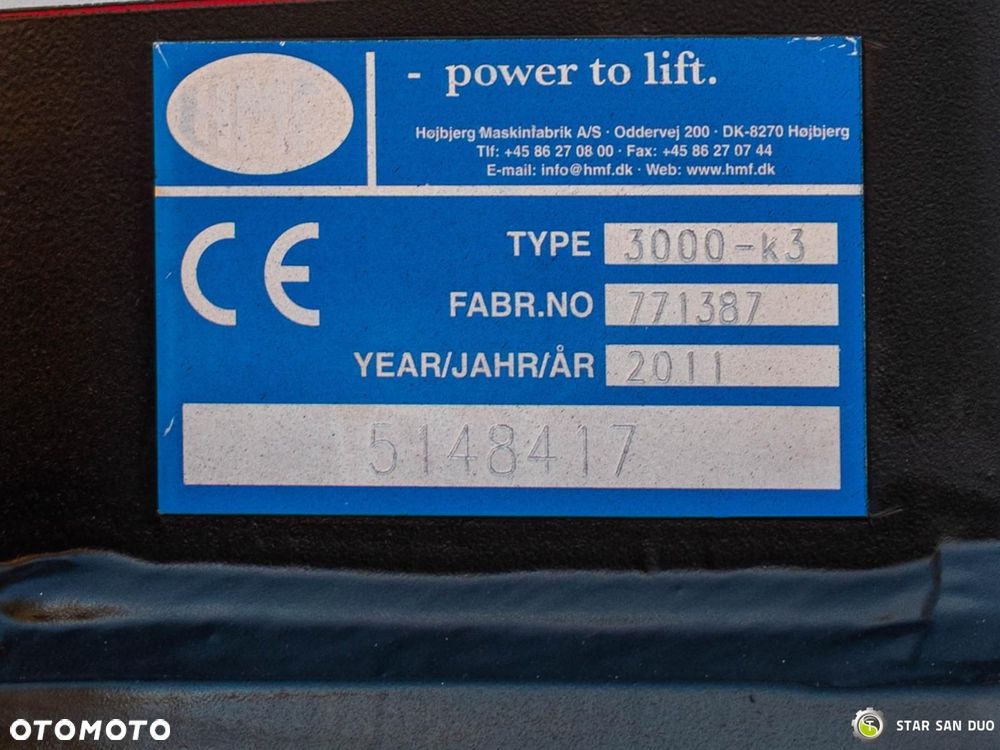 - power to lift.
Højbjerg Maskinfabrik A/S · Oddervej 200 · DK-8270 Højbjerg
Tlf: +45 86 27 08 00 · Fax: +45 86 27 07 44
E-mail: info@hmf.dk · Web: www.hmf.dk
CE
TYPE 3000-k3
FABR.NO 771387
YEAR/JAHR/ÅR 2011
5148417
OTOMOTO
STAR SAN DUO